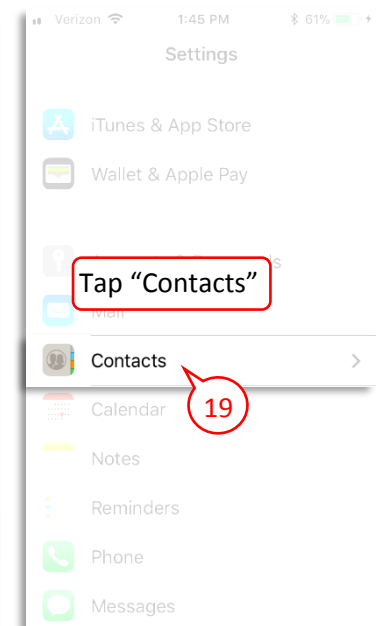 Verizon 1:45 PM 61%
Settings
iTunes & App Store
Wallet & Apple Pay
Tap “Contacts”
Mail
Contacts
19
Calendar
Notes
Reminders
Phone
Messages